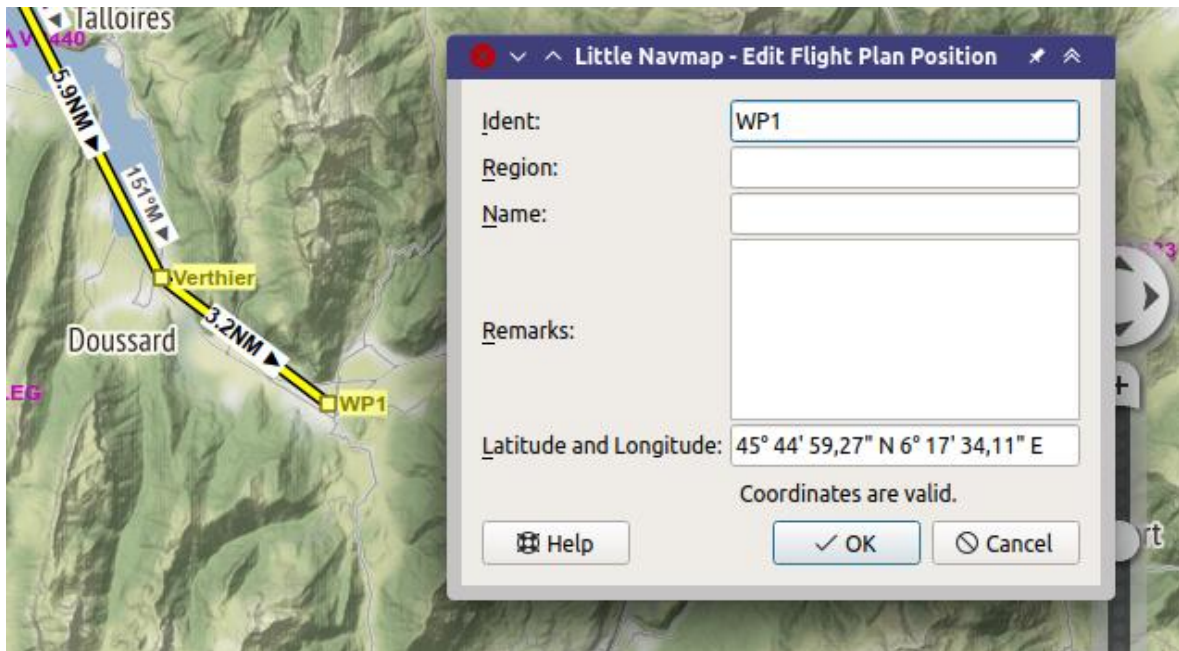 Talloires
440
5.9NM
151°M
Verthier
3.2NM
Doussard
LEG
WP1
Little Navmap - Edit Flight Plan Position
Ident:
WP1
Region:
Name:
Remarks:
Latitude and Longitude:
45° 44' 59,27" N 6° 17' 34,11" E
Coordinates are valid.
Help
OK
Cancel
+
rt